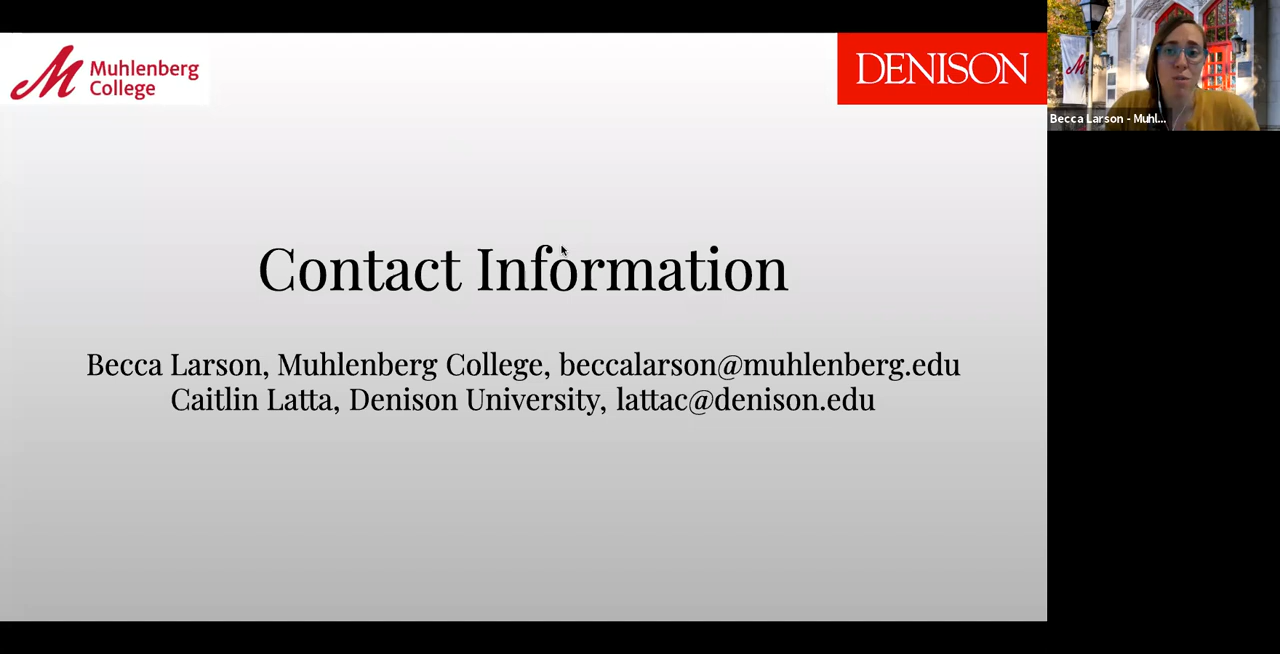 Muhlenberg
College
DENISON
Becca Larson - Muhl...
Contact Information
Becca Larson, Muhlenberg College, beccalarson@muhlenberg.edu
Caitlin Latta, Denison University, lattac@denison.edu